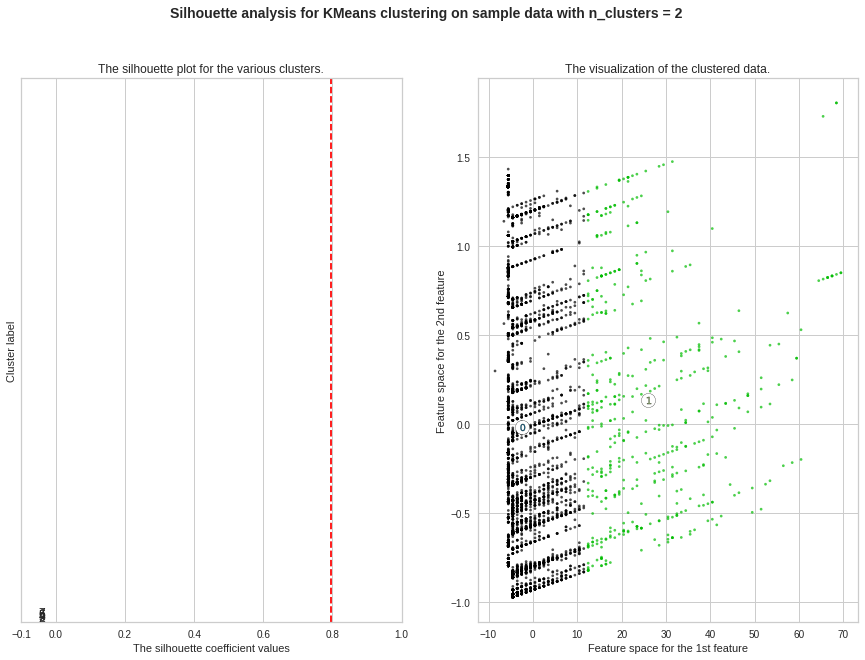 Silhouette analysis for KMeans clustering on sample data with n_clusters = 2
The silhouette plot for the various clusters.
Cluster label
−0.1 0.0 0.2 0.4 0.6 0.8 1.0
The silhouette coefficient values
The visualization of the clustered data.
Feature space for the 2nd feature
1.5
1.0
0.5
0.0
−0.5
−1.0
0
1
−10 0 10 20 30 40 50 60 70
Feature space for the 1st feature